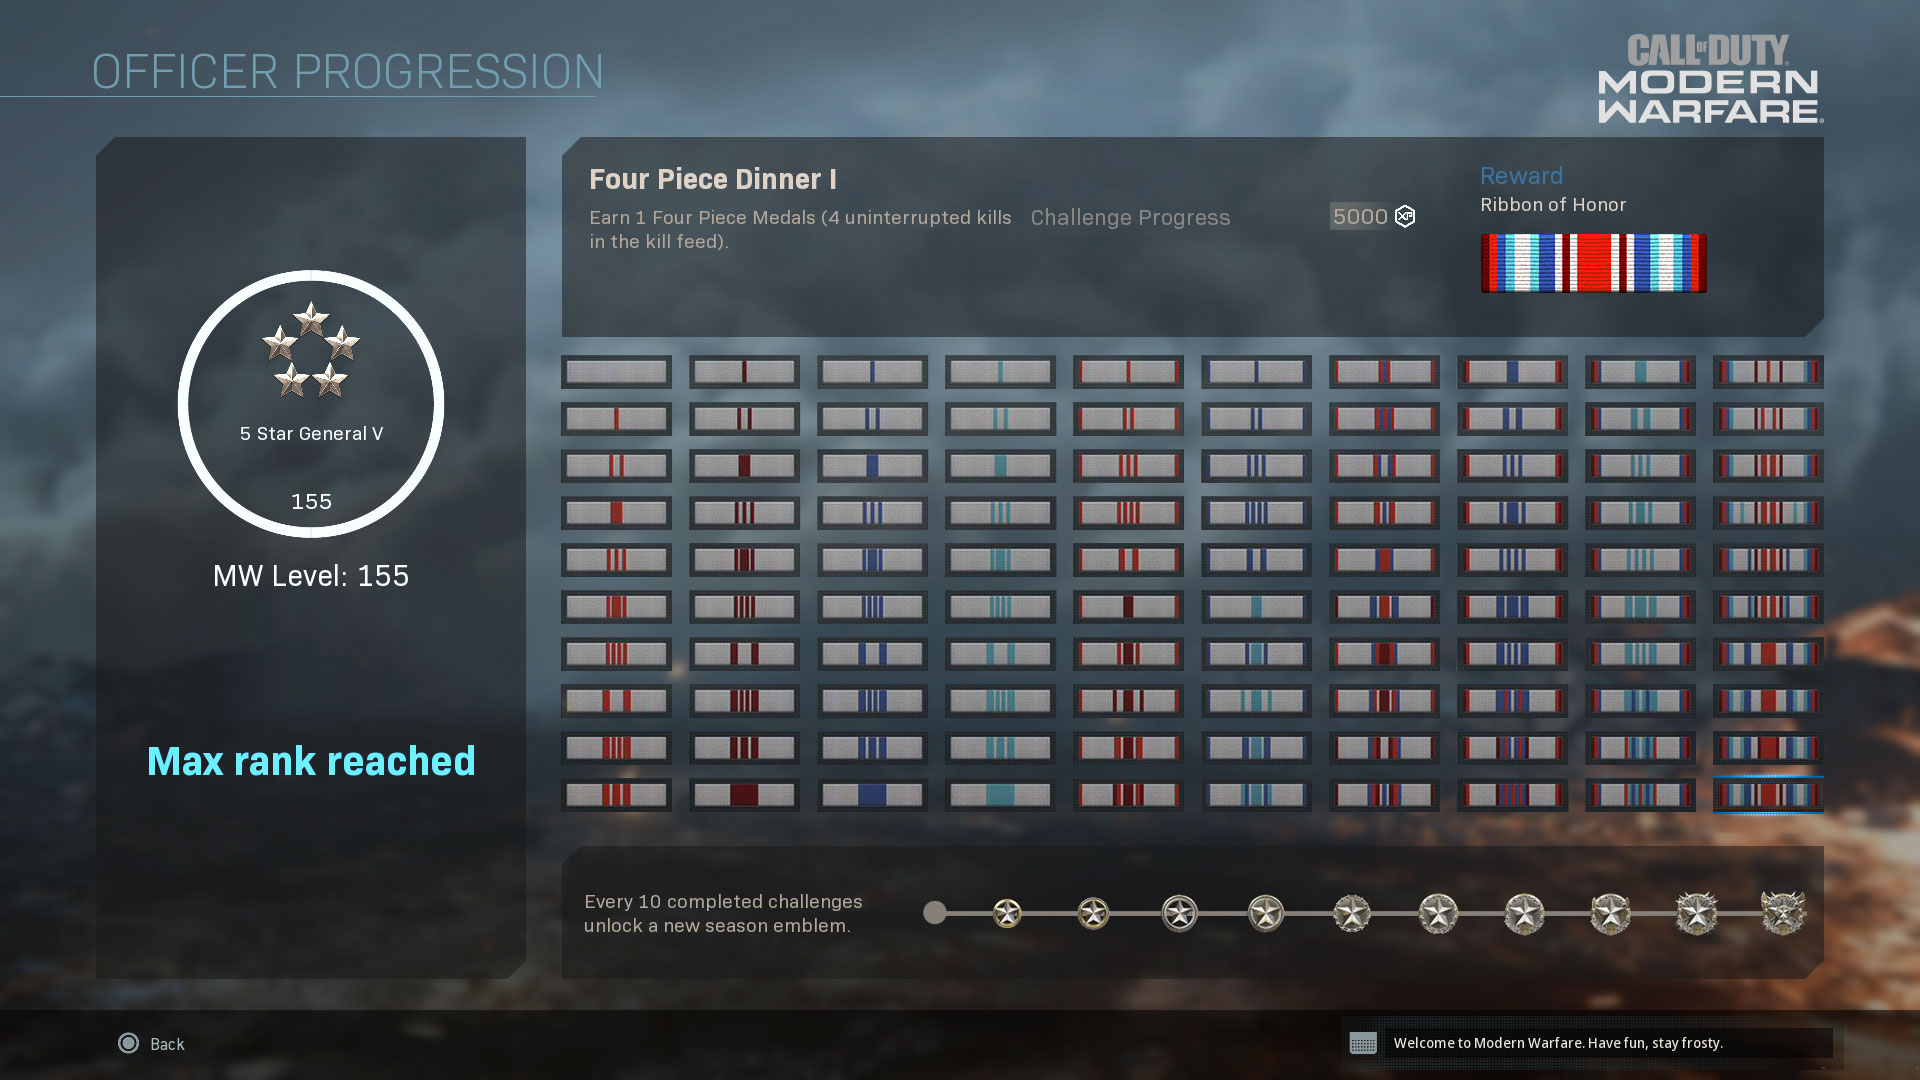 OFFICER PROGRESSION
CALL OF DUTY
MODERN
WARFARE
Four Piece Dinner I
Earn 1 Four Piece Medals (4 uninterrupted kills
in the kill feed).
Challenge Progress
5000 XP
Reward
Ribbon of Honor
5 Star General V
155
MW Level: 155
Max rank reached
Every 10 completed challenges
unlock a new season emblem.
Back
Welcome to Modern Warfare. Have fun, stay frosty.